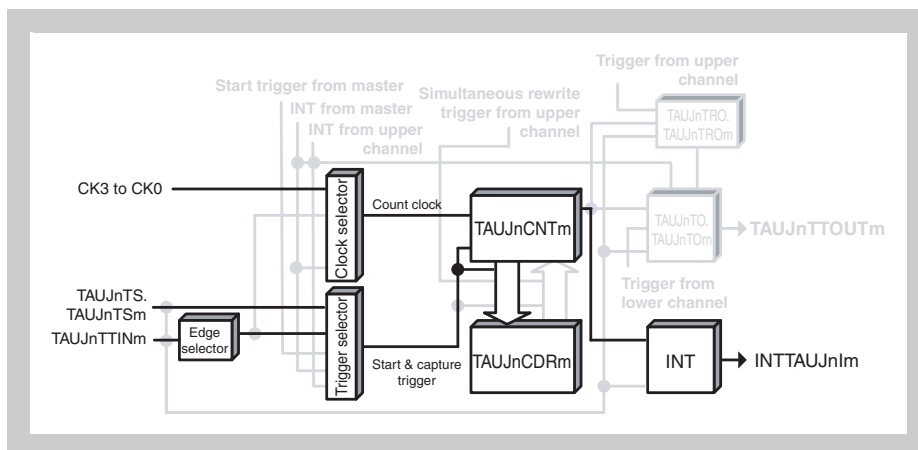 Trigger from upper
channel
Start trigger from master
INT from master
INT from upper
channel
Simultaneous rewrite
trigger from upper
channel
TAUJnTRO.
TAUJnTROm
CK3 to CK0
Clock selector
Count clock
TAUJnCNTm
TAUJnTO.
TAUJnTOm
TAUJnTTOUTm
Trigger from
lower channel
TAUJnTS.
TAUJnTSm
TAUJnTTINm
Edge
selector
Trigger selector
Start & capture
trigger
TAUJnCDRm
INT
INTTAUJnIm